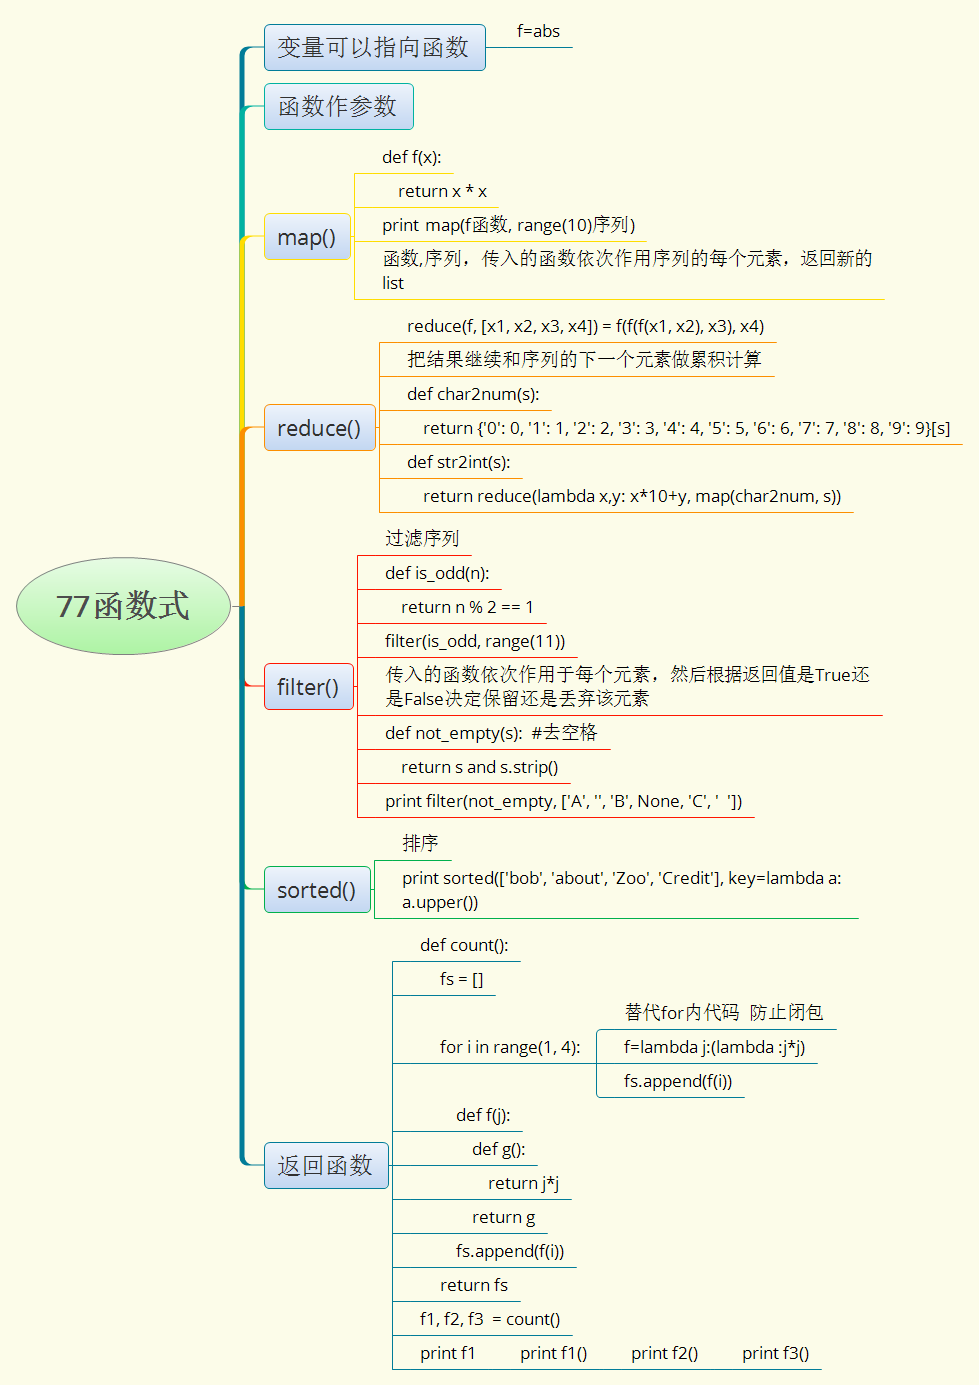 77函数式
变量可以指向函数
f=abs
函数作参数
map()
def f(x):
return x * x
print map(f函数, range(10)序列)
函数,序列，传入的函数依次作用序列的每个元素，返回新的
list
reduce()
reduce(f, [x1, x2, x3, x4]) = f(f(f(x1, x2), x3), x4)
把结果继续和序列的下一个元素做累积计算
def char2num(s):
return {'0': 0, '1': 1, '2': 2, '3': 3, '4': 4, '5': 5, '6': 6, '7': 7, '8': 8, '9': 9}[s]
def str2int(s):
return reduce(lambda x,y: x*10+y, map(char2num, s))
filter()
过滤序列
def is_odd(n):
return n % 2 == 1
filter(is_odd, range(11))
传入的函数依次作用于每个元素，然后根据返回值是True还
是False决定保留还是丢弃该元素
def not_empty(s):  #去空格
return s and s.strip()
print filter(not_empty, ['A', '', 'B', None, 'C', '  '])
sorted()
排序
print sorted(['bob', 'about', 'Zoo', 'Credit'], key=lambda a:
a.upper())
返回函数
def count():
fs = []
for i in range(1, 4):
替代for内代码  防止闭包
f=lambda j:(lambda :j*j)
fs.append(f(i))
def f(j):
def g():
return j*j
return g
fs.append(f(i))
return fs
f1, f2, f3  = count()
print f1  print f1()  print f2()  print f3()